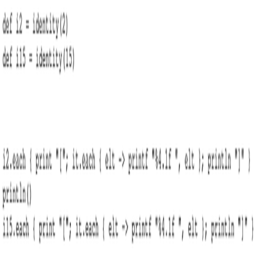 def i2 = identity(2)
def i15 = identity(15)
i2.each { print "["; it.each { elt -> printf "%4.1f ", elt }; println "]" }
println()
i15.each { print "["; it.each { elt -> printf "%4.1f ", elt }; println "]" }